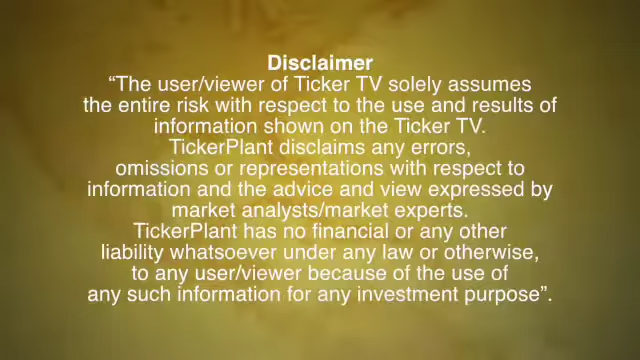 Disclaimer
“The user/viewer of Ticker TV solely assumes
the entire risk with respect to the use and results of
information shown on the Ticker TV.
TickerPlant disclaims any errors,
omissions or representations with respect to
information and the advice and view expressed by
market analysts/market experts.
TickerPlant has no financial or any other
liability whatsoever under any law or otherwise,
to any user/viewer because of the use of
any such information for any investment purpose”.